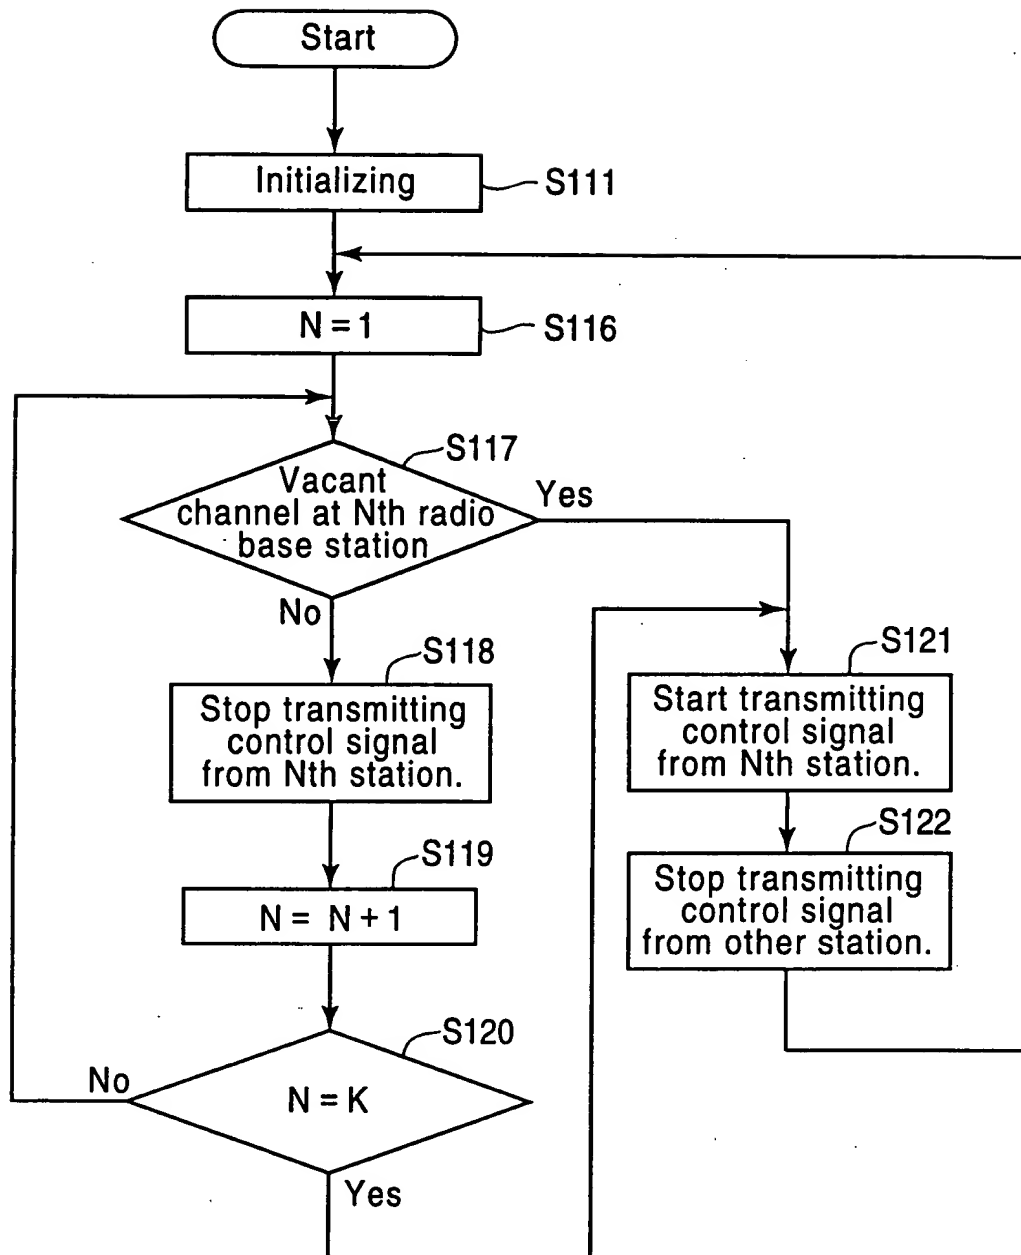 Start
Initializing
S111
N = 1
S116
S117
Vacant
channel at Nth radio
base station
Yes
No
S118
Stop transmitting
control signal
from Nth station.
S121
Start transmitting
control signal
from Nth station.
S119
N = N + 1
S122
Stop transmitting
control signal
from other station.
S120
N = K
No
Yes